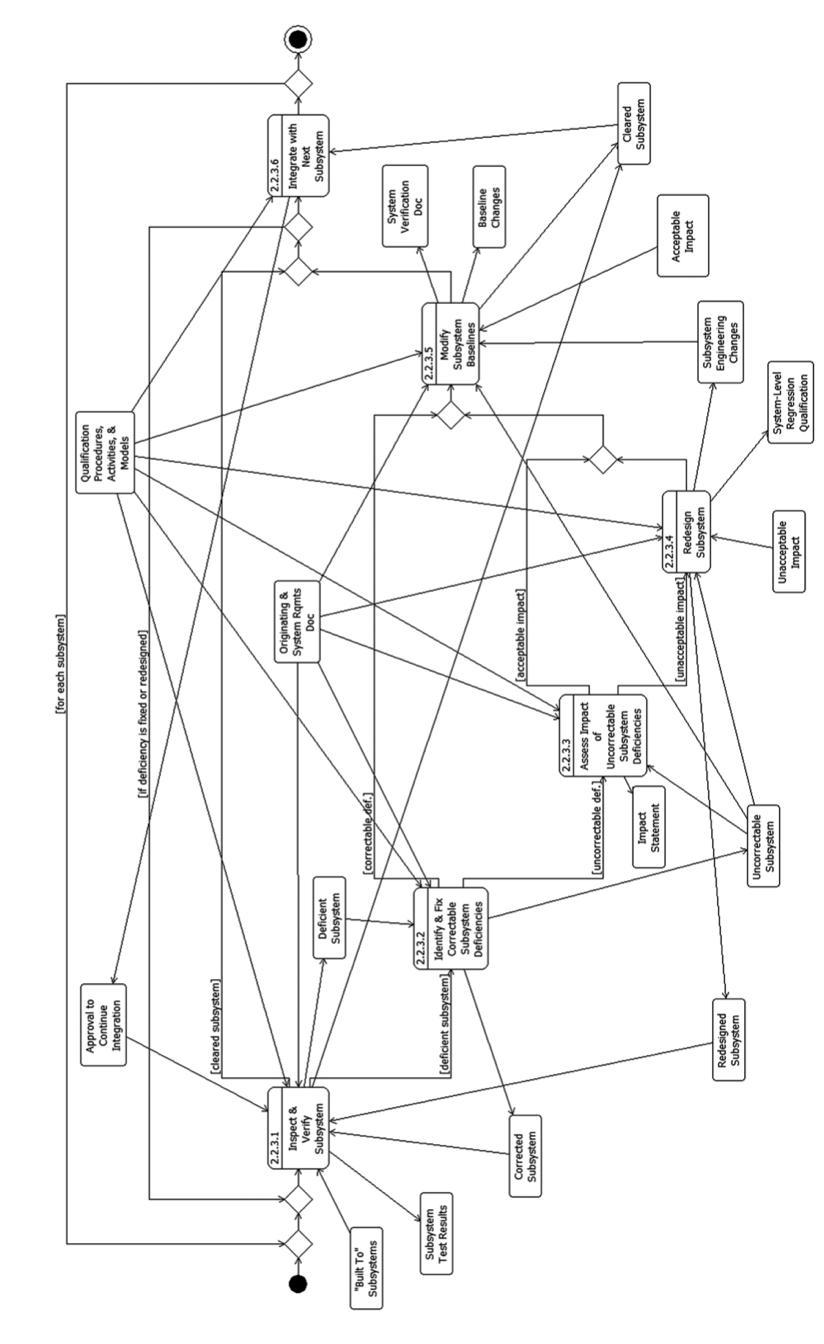 [for each subsystem]
[if deficiency is fixed or redesigned]
Qualification
Procedures,
Activities, &
Models
Approval to
Continue
Integration
[cleared subsystem]
2.2.3.1
Inspect &
Verify
Subsystem
"Built To"
Subsystems
Subsystem
Test Results
Originating &
System Rqmts
Doc
Deficient
Subsystem
[deficient subsystem]
[correctable def.]
2.2.3.2
Identify & Fix
Correctable
Subsystem
Deficiencies
Corrected
Subsystem
[uncorrectable def.]
[acceptable impact]
2.2.3.3
Assess Impact
of
Uncorrectable
Subsystem
Deficiencies
Impact
Statement
[unacceptable impact]
2.2.3.4
Redesign
Subsystem
Uncorrectable
Subsystem
Redesigned
Subsystem
Unacceptable
Impact
System-Level
Regression
Qualification
Subsystem
Engineering
Changes
2.2.3.5
Modify
Subsystem
Baselines
System
Verification
Doc
Baseline
Changes
Acceptable
Impact
Cleared
Subsystem
2.2.3.6
Integrate with
Next
Subsystem